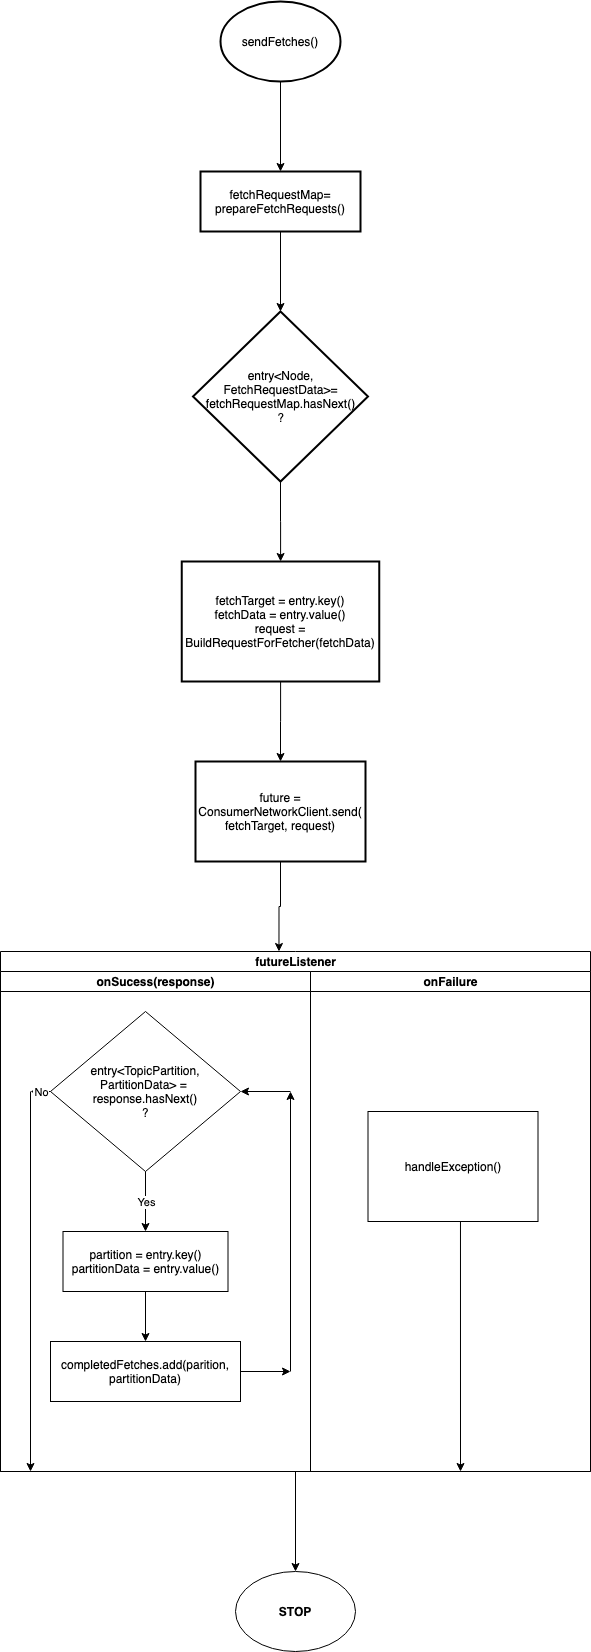 sendFetches()
fetchRequestMap=
prepareFetchRequests()
entry<Node,
FetchRequestData>=
fetchRequestMap.hasNext()
?
fetchTarget = entry.key()
fetchData = entry.value()
request =
BuildRequestForFetcher(fetchData)
future =
ConsumerNetworkClient.send(
fetchTarget, request)
futureListener
onSucess(response)
onFailure
entry<TopicPartition,
PartitionData> =
response.hasNext()
?
No
Yes
handleException()
partition = entry.key()
partitionData = entry.value()
completedFetches.add(parition,
partitionData)
STOP